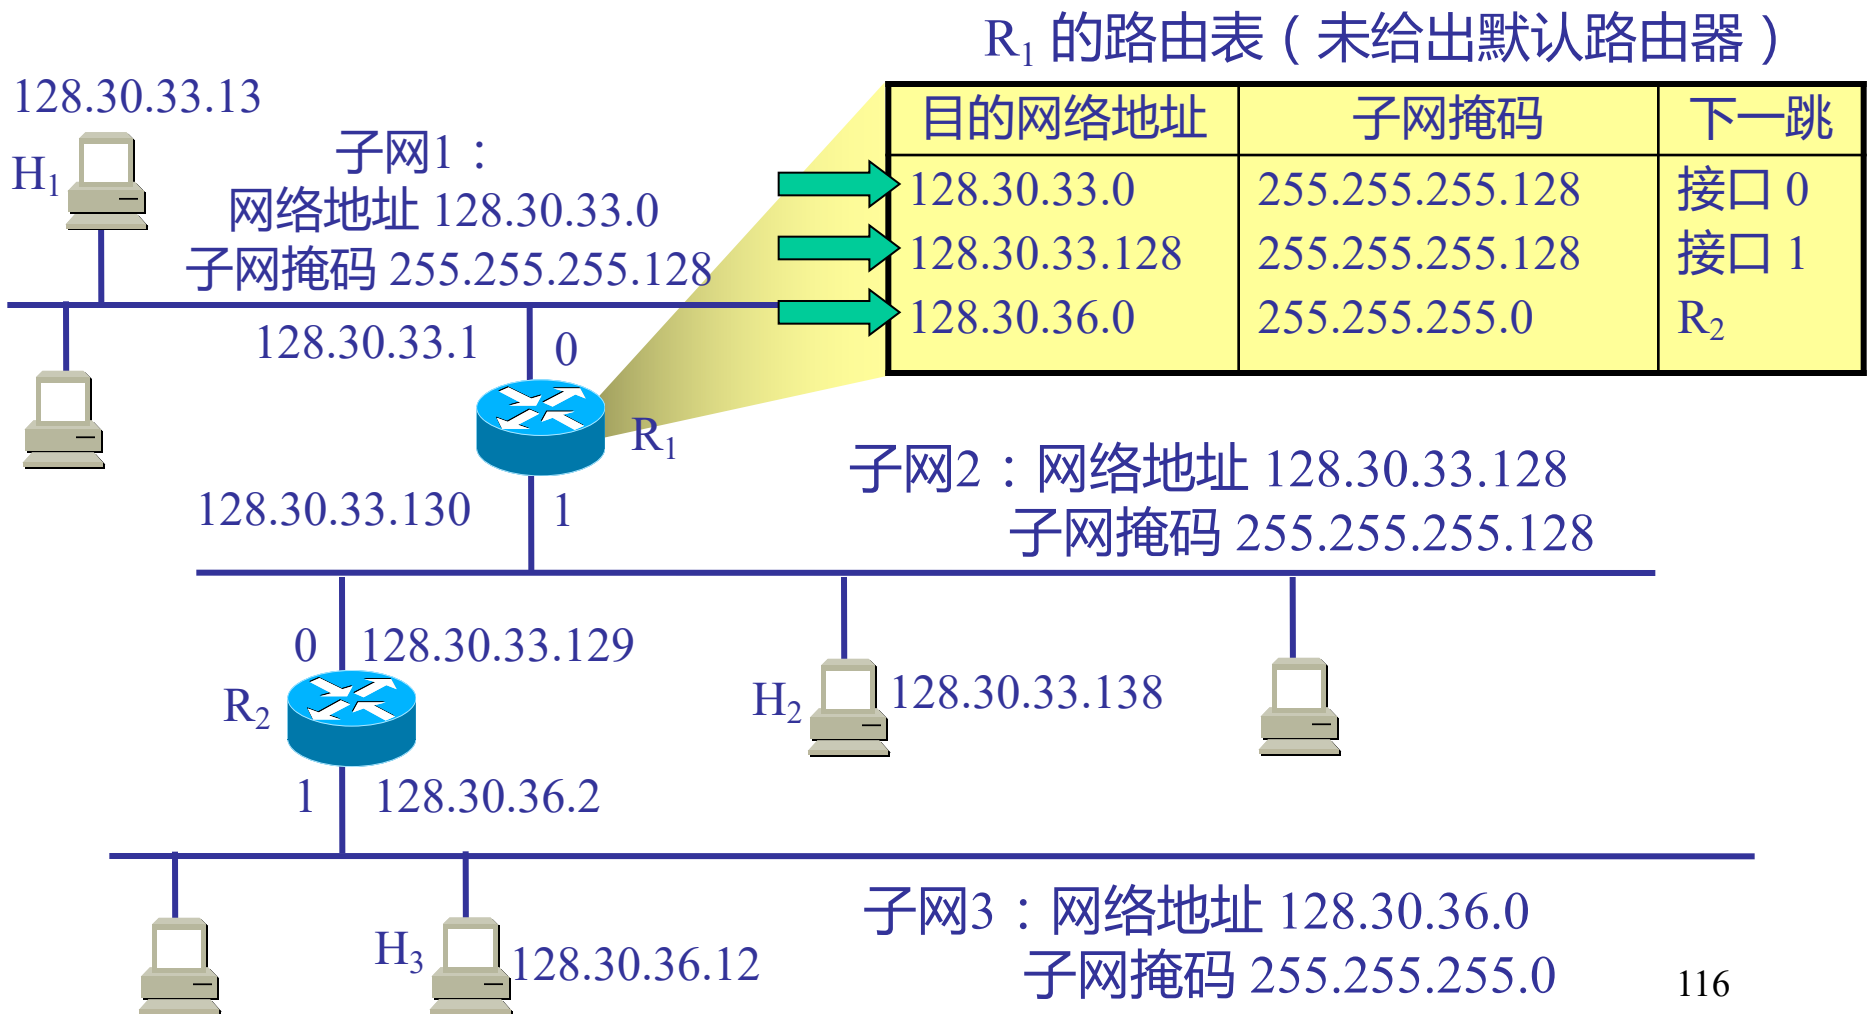 R₁ 的路由表（未给出默认路由器）
目的网络地址 子网掩码 下一跳
128.30.33.0 255.255.255.128 接口 0
128.30.33.128 255.255.255.128 接口 1
128.30.36.0 255.255.255.0 R₂
128.30.33.13
H₁
子网1：
网络地址 128.30.33.0
子网掩码 255.255.255.128
128.30.33.1 0
R₁
128.30.33.130 1
子网2：网络地址 128.30.33.128
子网掩码 255.255.255.128
0 128.30.33.129
R₂
H₂ 128.30.33.138
1 128.30.36.2
子网3：网络地址 128.30.36.0
子网掩码 255.255.255.0
H₃ 128.30.36.12
116